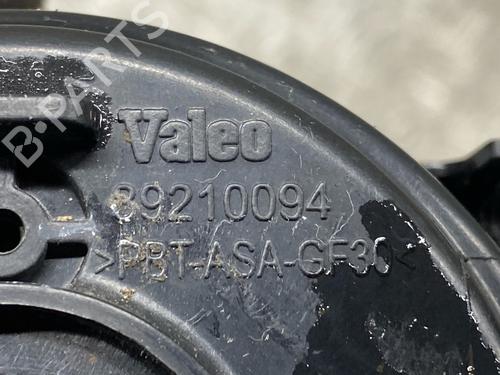 B-PARTS
Valeo
89210094
>PBT-ASA-GF30<